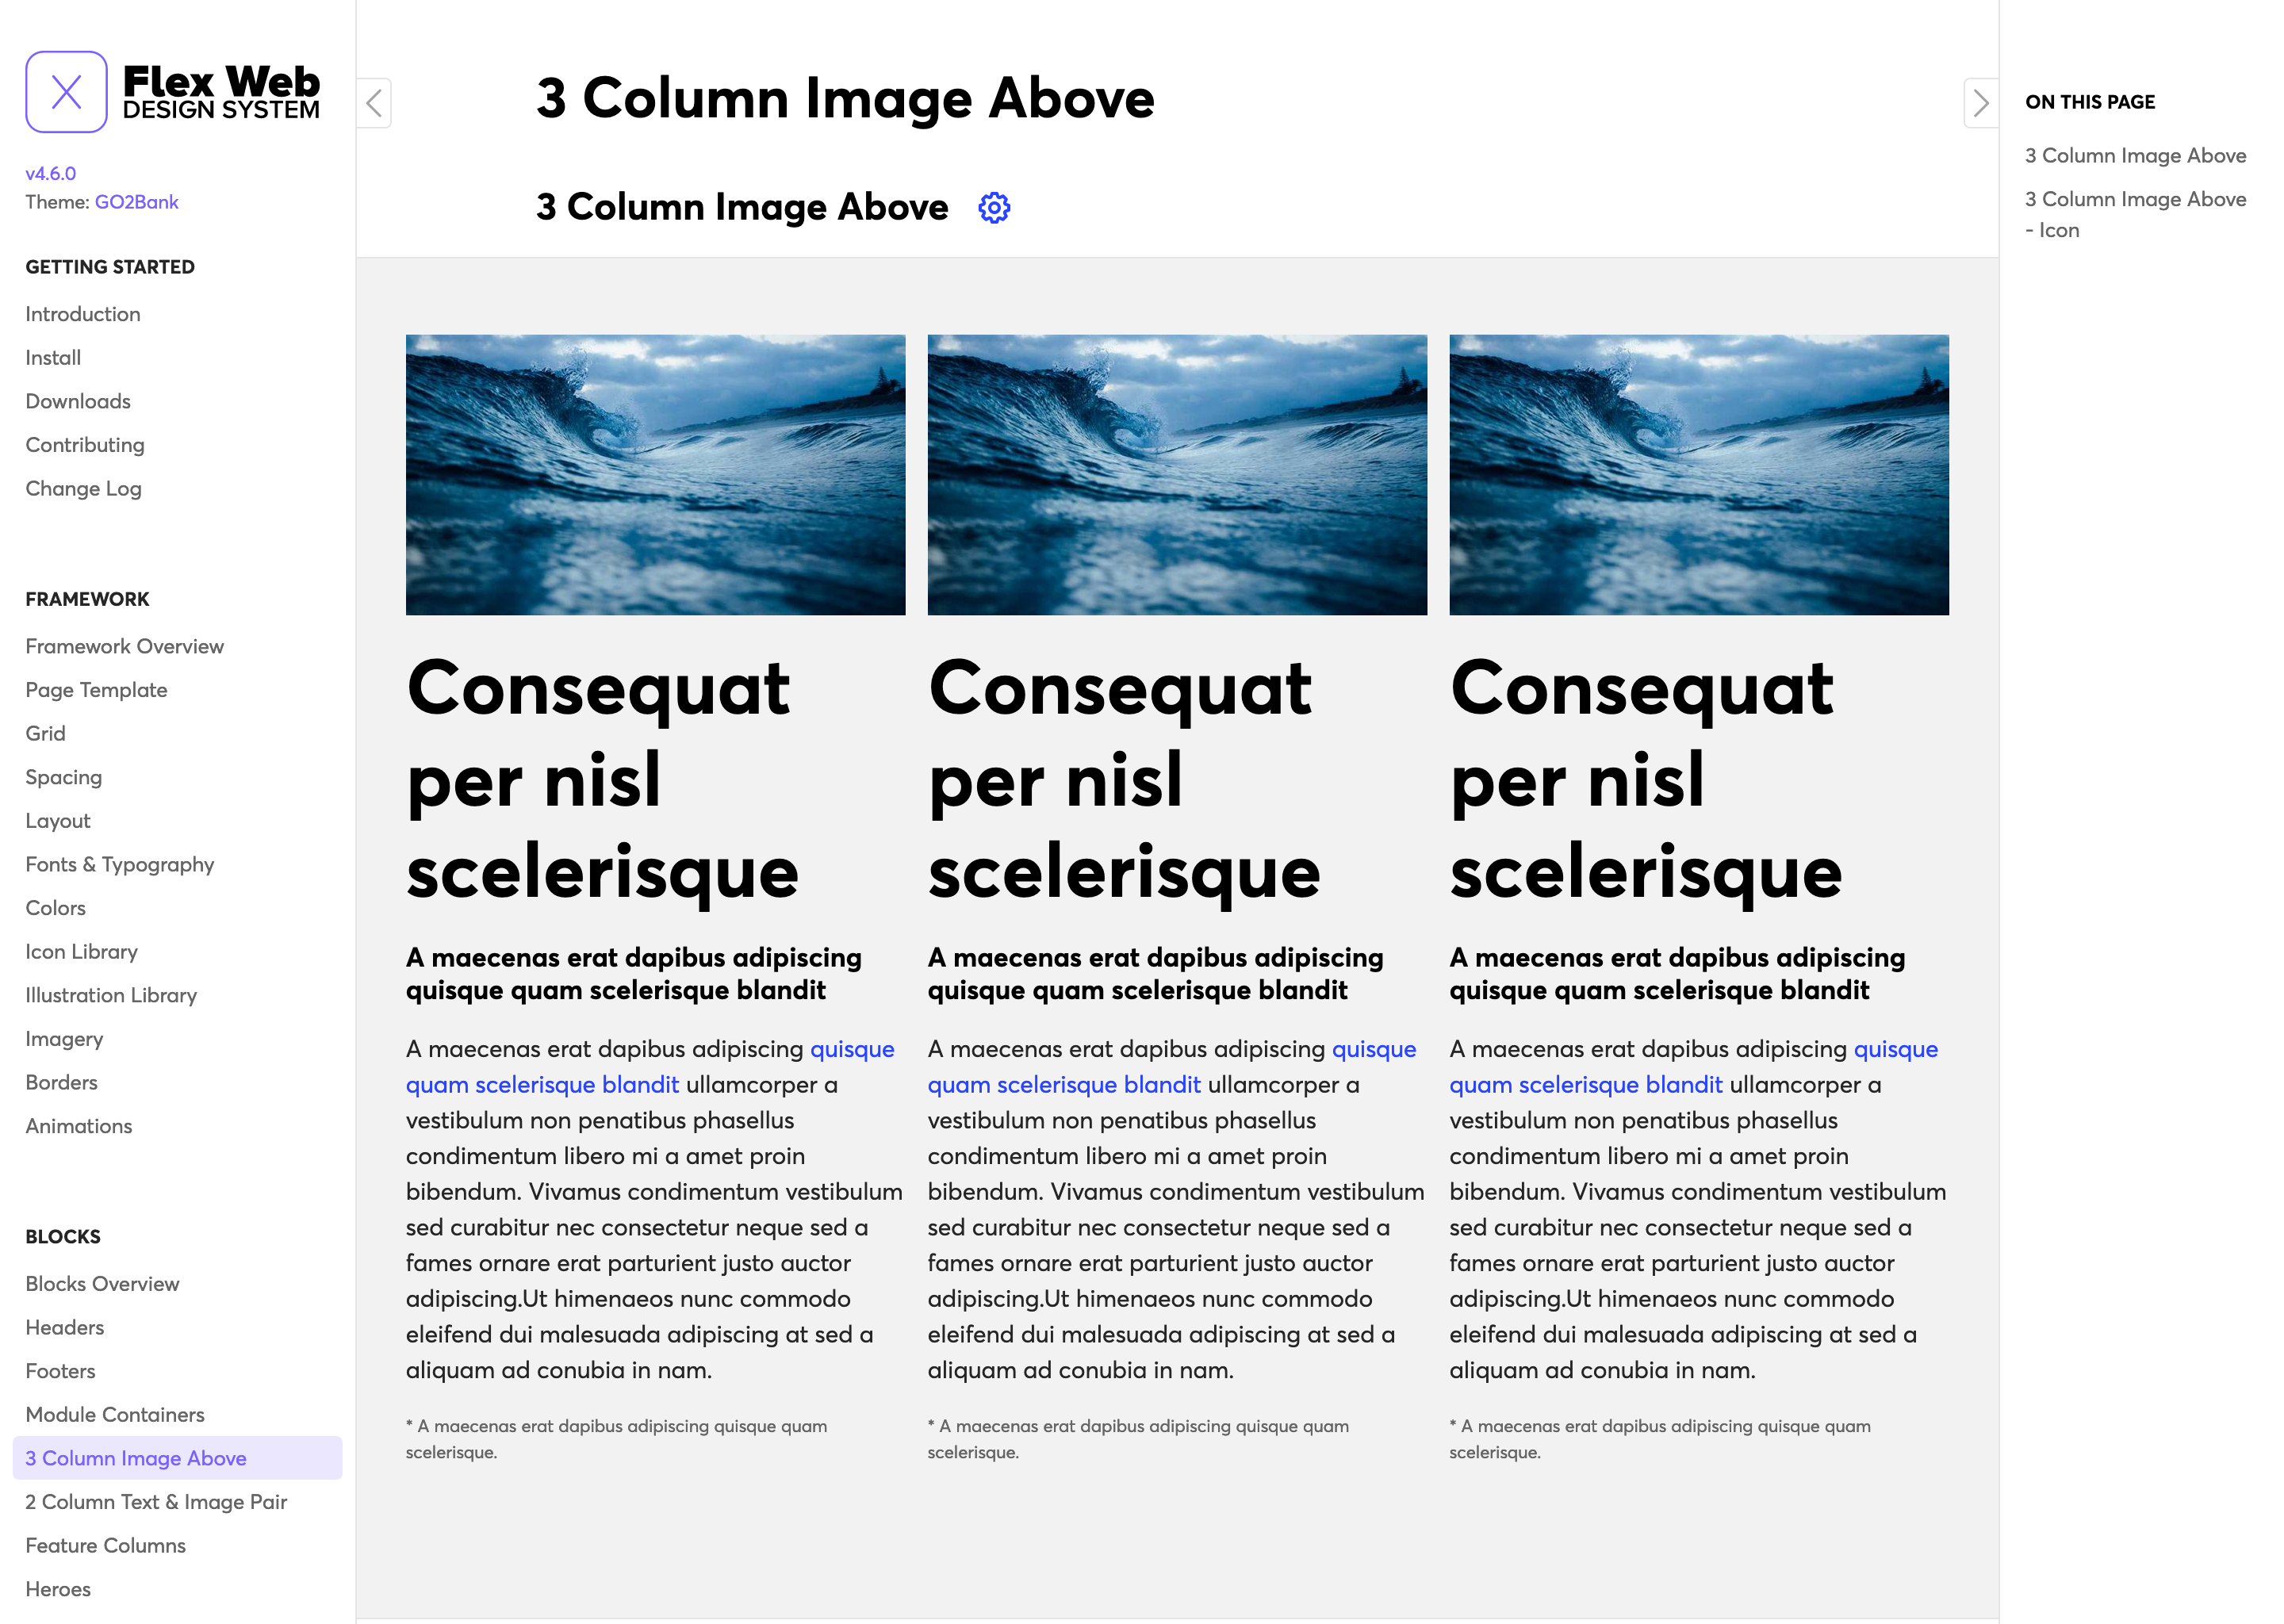 Flex Web
DESIGN SYSTEM
v4.6.0
Theme: GO2Bank
GETTING STARTED
Introduction
Install
Downloads
Contributing
Change Log
FRAMEWORK
Framework Overview
Page Template
Grid
Spacing
Layout
Fonts & Typography
Colors
Icon Library
Illustration Library
Imagery
Borders
Animations
BLOCKS
Blocks Overview
Headers
Footers
Module Containers
3 Column Image Above
2 Column Text & Image Pair
Feature Columns
Heroes
3 Column Image Above
3 Column Image Above
Consequat
per nisl
scelerisque
A maecenas erat dapibus adipiscing
quisque quam scelerisque blandit
A maecenas erat dapibus adipiscing quisque
quam scelerisque blandit ullamcorper a
vestibulum non penatibus phasellus
condimentum libero mi a amet proin
bibendum. Vivamus condimentum vestibulum
sed curabitur nec consectetur neque sed a
fames ornare erat parturient justo auctor
adipiscing.Ut himenaeos nunc commodo
eleifend dui malesuada adipiscing at sed a
aliquam ad conubia in nam.
* A maecenas erat dapibus adipiscing quisque quam
scelerisque.
Consequat
per nisl
scelerisque
A maecenas erat dapibus adipiscing
quisque quam scelerisque blandit
A maecenas erat dapibus adipiscing quisque
quam scelerisque blandit ullamcorper a
vestibulum non penatibus phasellus
condimentum libero mi a amet proin
bibendum. Vivamus condimentum vestibulum
sed curabitur nec consectetur neque sed a
fames ornare erat parturient justo auctor
adipiscing.Ut himenaeos nunc commodo
eleifend dui malesuada adipiscing at sed a
aliquam ad conubia in nam.
* A maecenas erat dapibus adipiscing quisque quam
scelerisque.
Consequat
per nisl
scelerisque
A maecenas erat dapibus adipiscing
quisque quam scelerisque blandit
A maecenas erat dapibus adipiscing quisque
quam scelerisque blandit ullamcorper a
vestibulum non penatibus phasellus
condimentum libero mi a amet proin
bibendum. Vivamus condimentum vestibulum
sed curabitur nec consectetur neque sed a
fames ornare erat parturient justo auctor
adipiscing.Ut himenaeos nunc commodo
eleifend dui malesuada adipiscing at sed a
aliquam ad conubia in nam.
* A maecenas erat dapibus adipiscing quisque quam
scelerisque.
ON THIS PAGE
3 Column Image Above
3 Column Image Above
- Icon